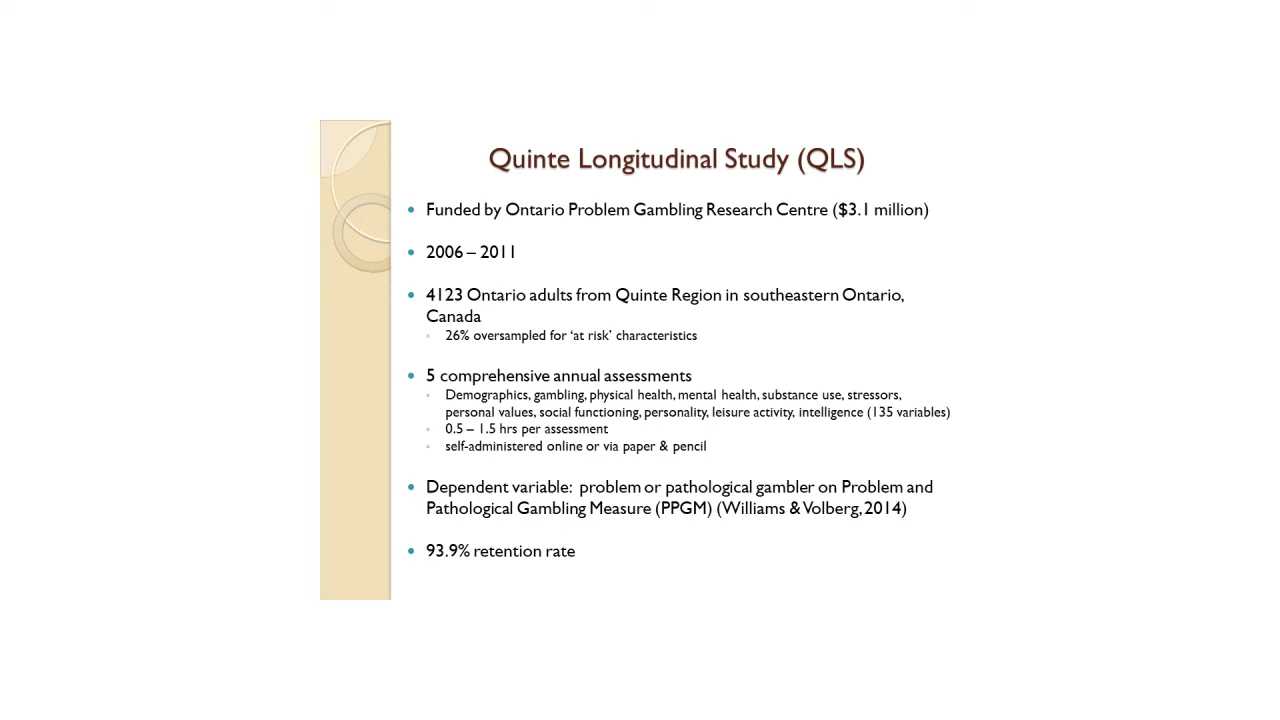 Quinte Longitudinal Study (QLS)
• Funded by Ontario Problem Gambling Research Centre ($3.1 million)
• 2006 – 2011
• 4123 Ontario adults from Quinte Region in southeastern Ontario,
Canada
◦ 26% oversampled for ‘at risk’ characteristics
• 5 comprehensive annual assessments
◦ Demographics, gambling, physical health, mental health, substance use, stressors,
personal values, social functioning, personality, leisure activity, intelligence (135 variables)
◦ 0.5 – 1.5 hrs per assessment
◦ self-administered online or via paper & pencil
• Dependent variable: problem or pathological gambler on Problem and
Pathological Gambling Measure (PPGM) (Williams & Volberg, 2014)
• 93.9% retention rate